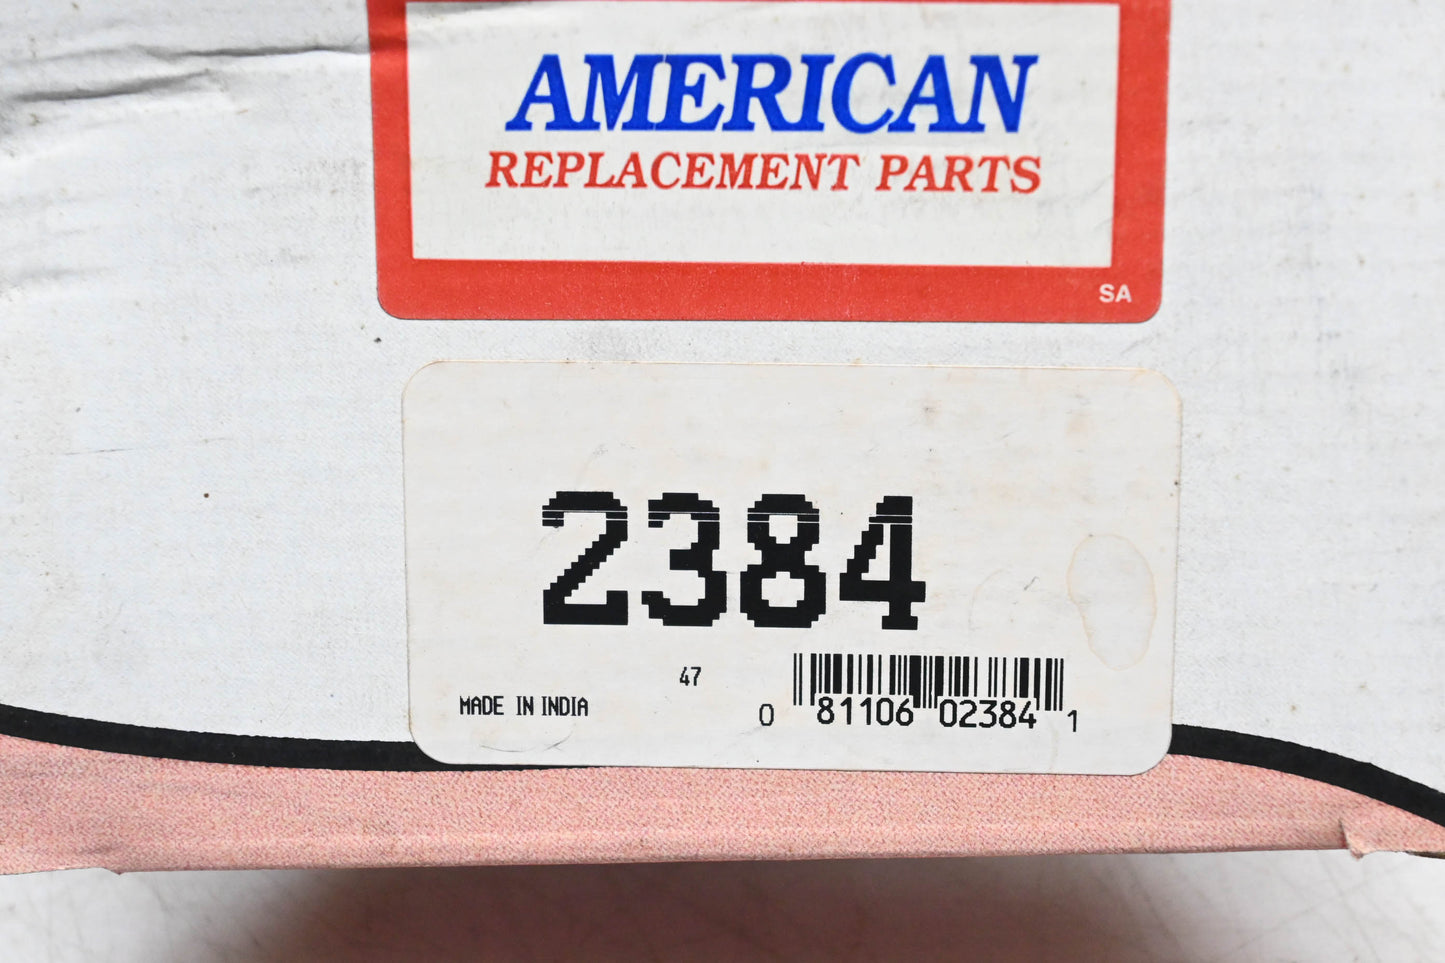 AMERICAN
REPLACEMENT PARTS
SA
2384
47
MADE IN INDIA
0 81106 02384 1